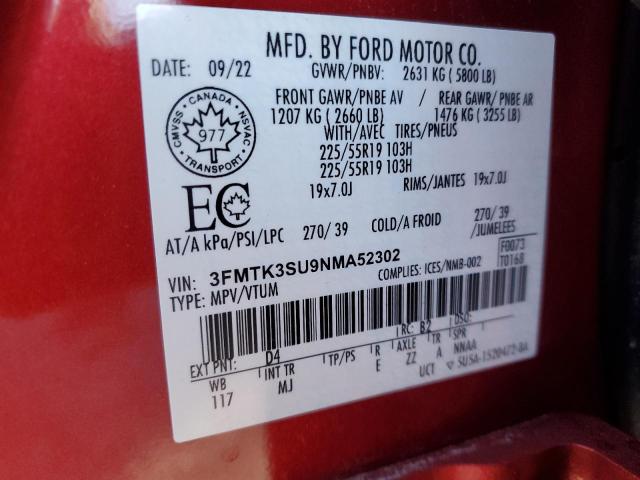 MFD. BY FORD MOTOR CO.
DATE: 09/22 GVWR/PNBV: 2631 KG ( 5800 LB)
FRONT GAWR/PNBE AV / REAR GAWR/ PNBE AR
1207 KG ( 2660 LB) 1476 KG ( 3255 LB)
WITH/AVEC TIRES/PNEUS
225/55R19 103H
225/55R19 103H
19x7.0J RIMS/JANTES 19x7.0J
CANADA
CMVSS 977 NSVAC
TRANSPORT
EC
AT/A kPa/PSI/LPC 270/ 39 COLD/A FROID 270/ 39
/JUMELEES
VIN: 3FMTK3SU9NMA52302 F0073
COMPLIES: ICES/NMB-002 T0168
TYPE: MPV/VTUM
EXT PNT: D4 RC: B2 DSO:
WB INT TR TP/PS R AXLE TR SPR
117 MJ E ZZ A NNAA
UCT SU5A-1520472-BA